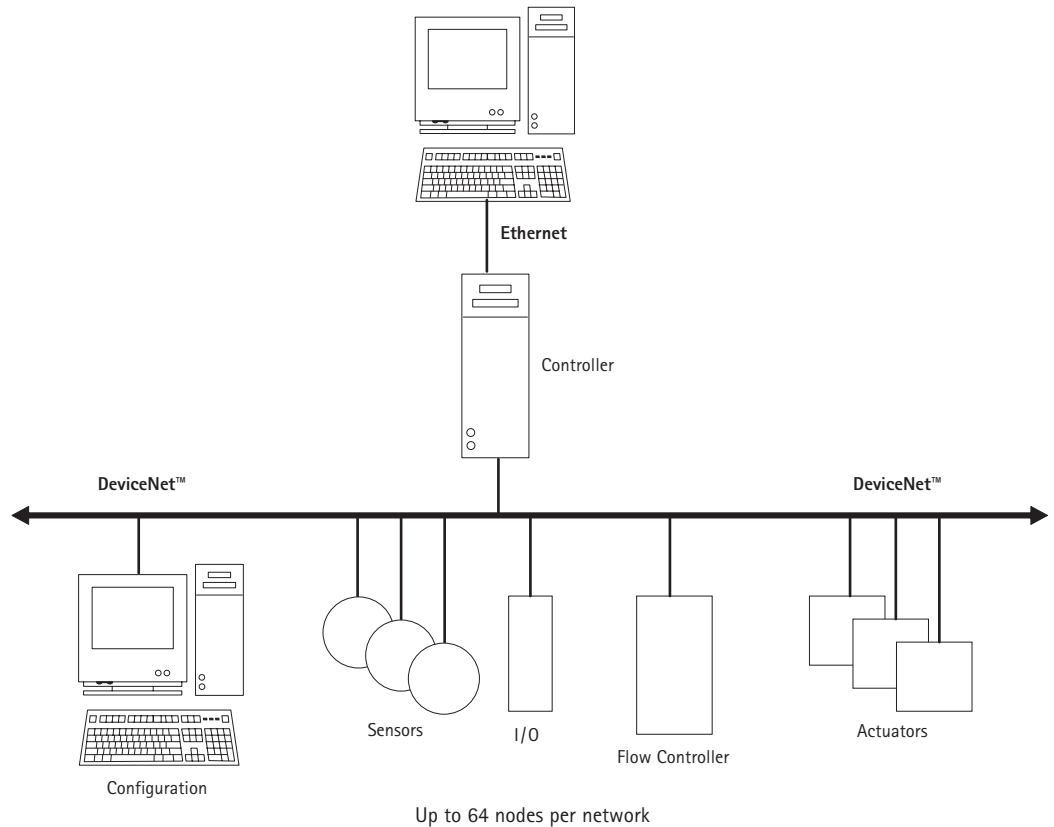 Ethernet
Controller
DeviceNet™
DeviceNet™
Sensors
I/O
Flow Controller
Actuators
Configuration
Up to 64 nodes per network